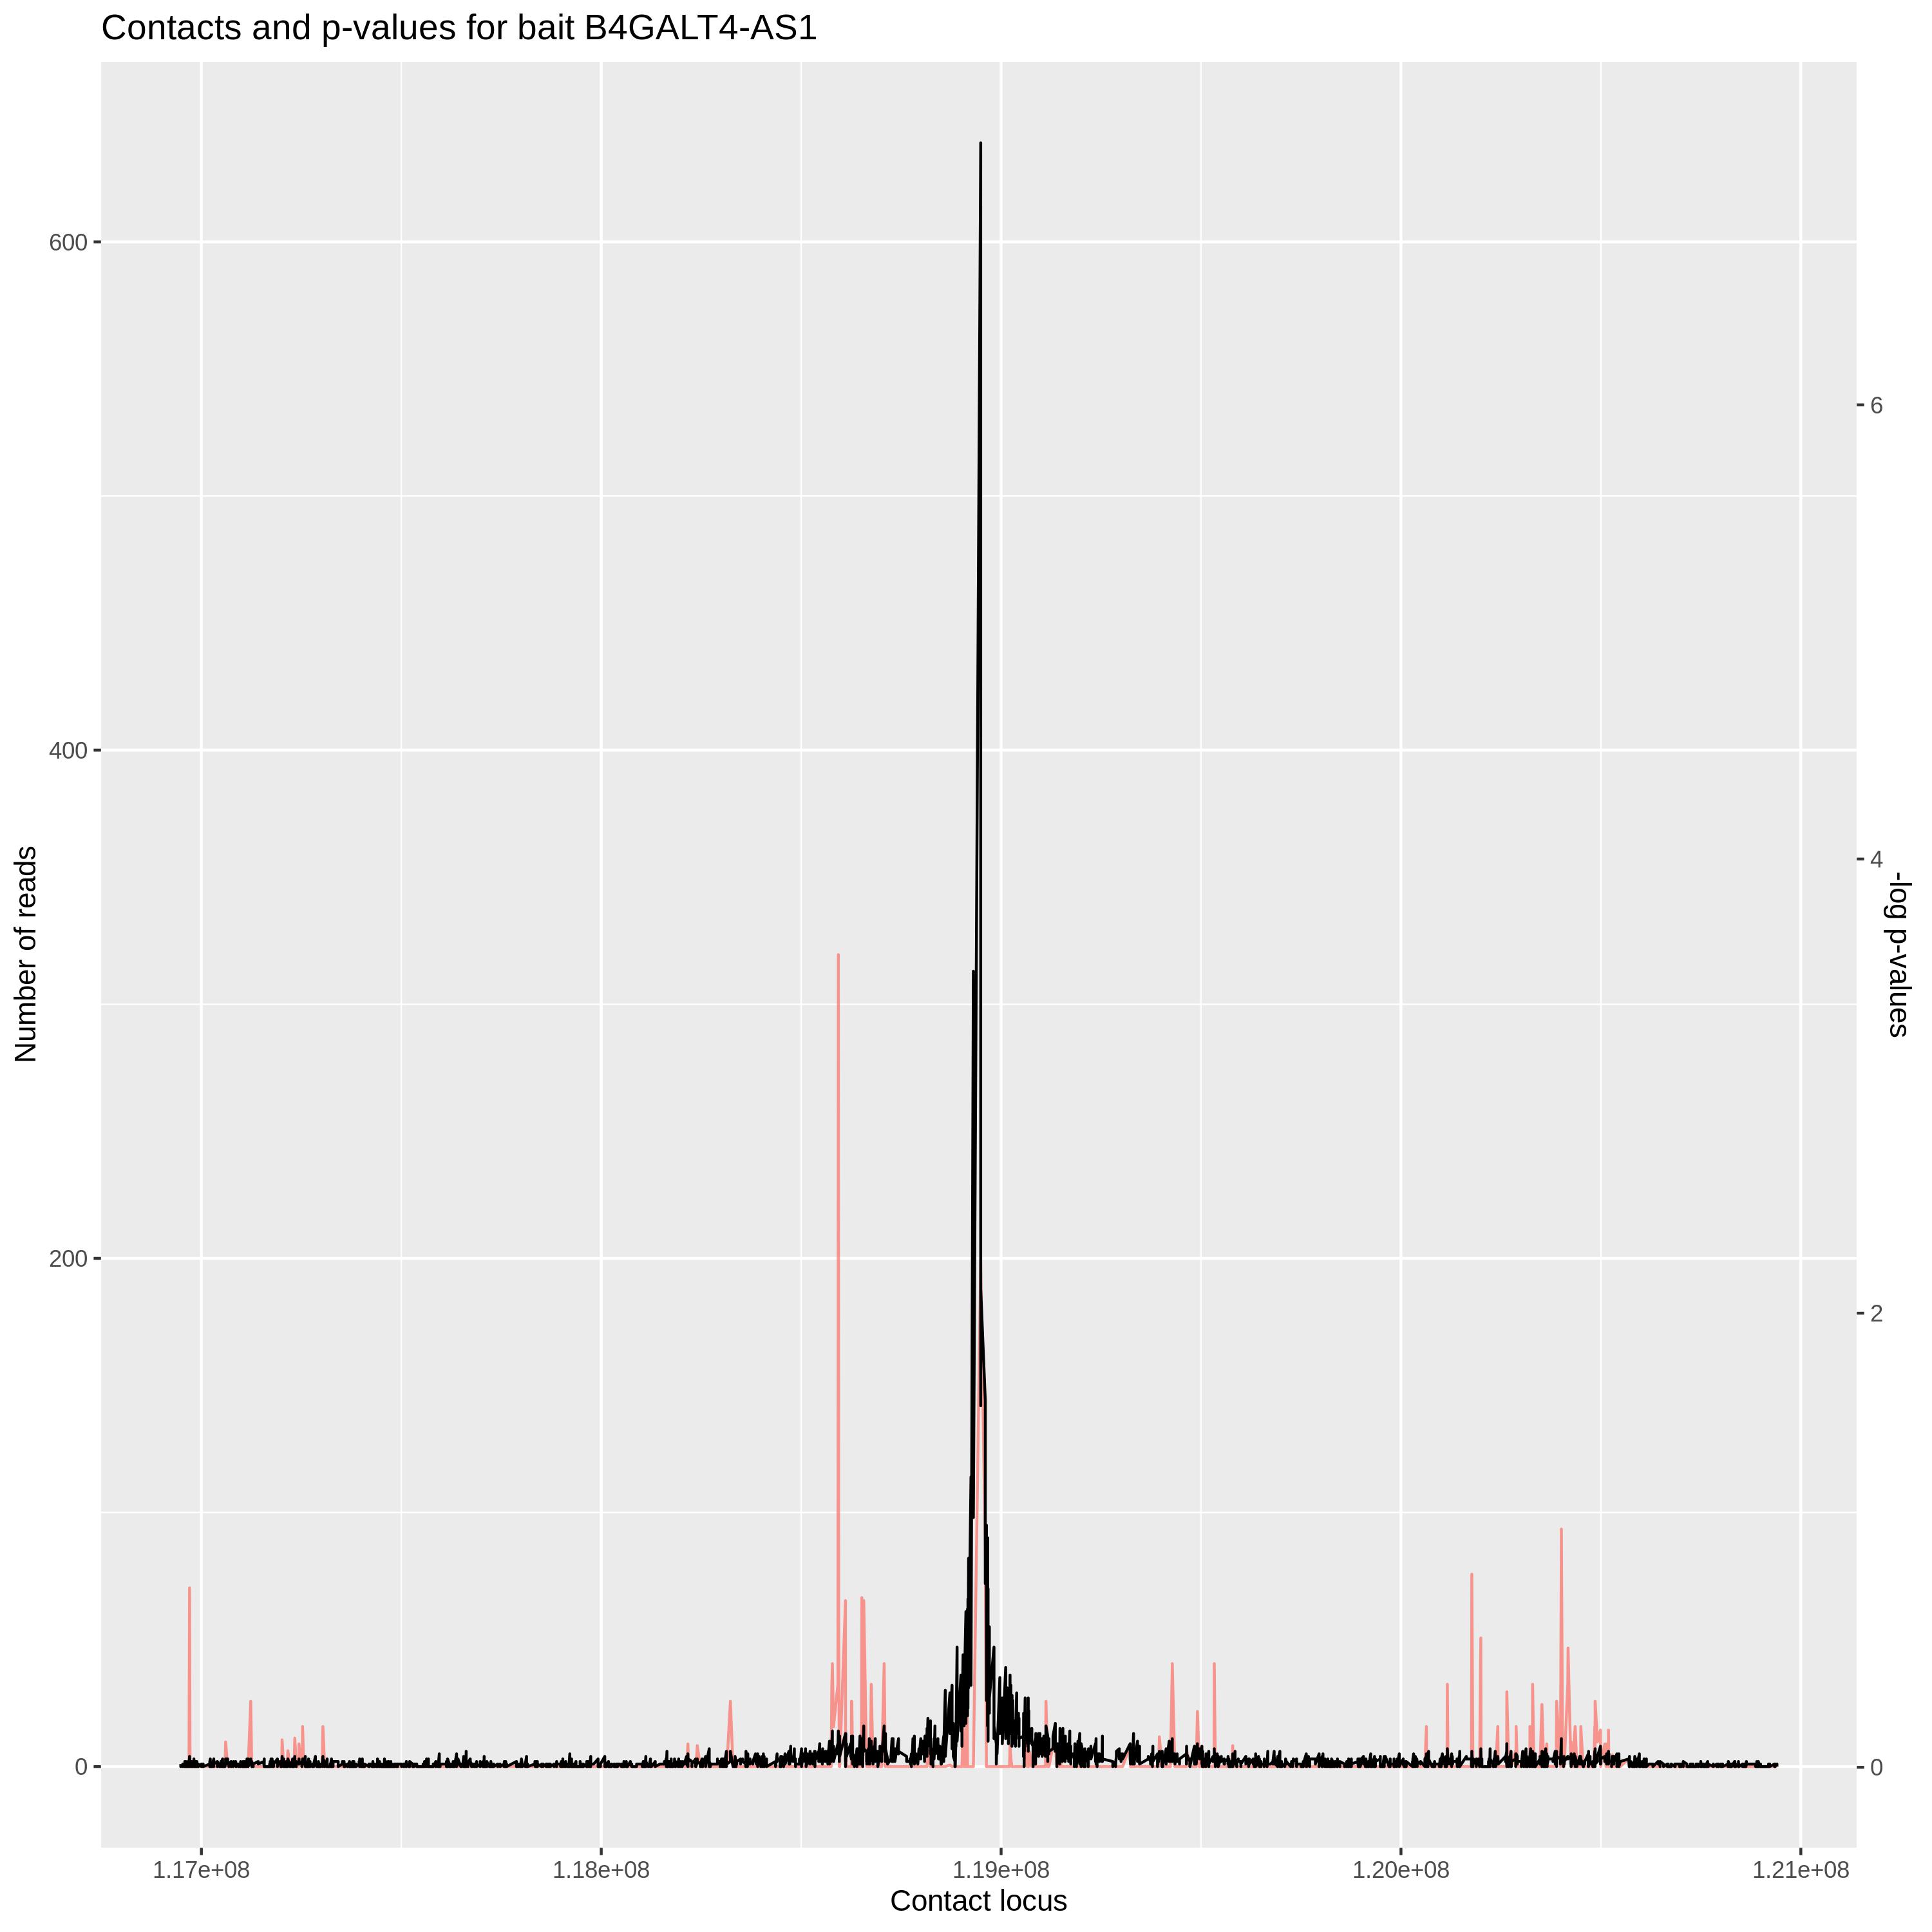 Contacts and p-values for bait B4GALT4-AS1
600
400
200
0
Number of reads
6
4
2
0
-log p-values
1.17e+08
1.18e+08
1.19e+08
1.20e+08
1.21e+08
Contact locus